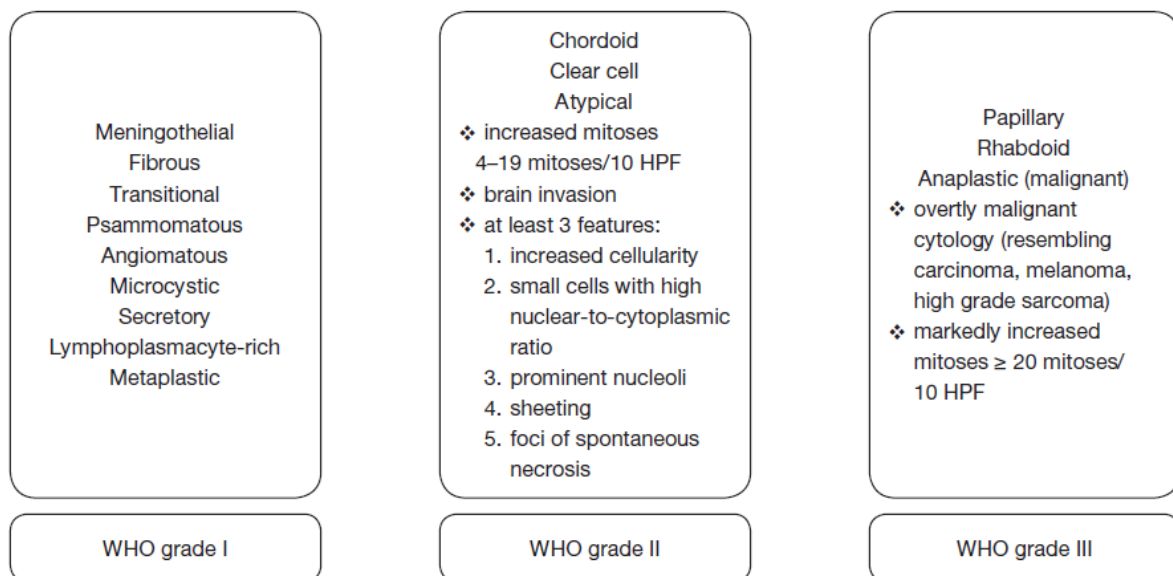 Meningothelial
Fibrous
Transitional
Psammomatous
Angiomatous
Microcystic
Secretory
Lymphoplasmacyte-rich
Metaplastic
WHO grade I
Chordoid
Clear cell
Atypical
❖ increased mitoses
4–19 mitoses/10 HPF
❖ brain invasion
❖ at least 3 features:
1. increased cellularity
2. small cells with high
nuclear-to-cytoplasmic
ratio
3. prominent nucleoli
4. sheeting
5. foci of spontaneous
necrosis
WHO grade II
Papillary
Rhabdoid
Anaplastic (malignant)
❖ overtly malignant
cytology (resembling
carcinoma, melanoma,
high grade sarcoma)
❖ markedly increased
mitoses ≥ 20 mitoses/
10 HPF
WHO grade III